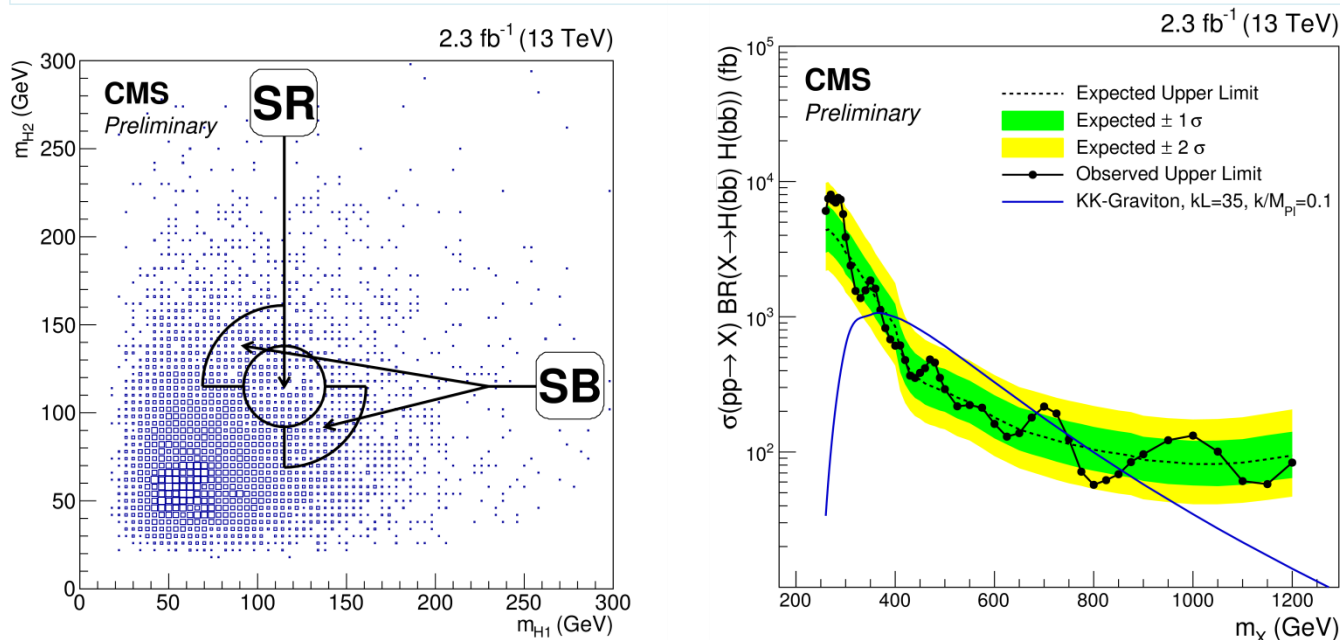 2.3 fb⁻¹ (13 TeV)
CMS
Preliminary
SR
SB
m_H2 (GeV)
300
250
200
150
100
50
0
0 50 100 150 200 250 300
m_H1 (GeV)
2.3 fb⁻¹ (13 TeV)
CMS
Preliminary
Expected Upper Limit
Expected ± 1 σ
Expected ± 2 σ
Observed Upper Limit
KK-Graviton, kL=35, k/M_Pl=0.1
σ(pp→ X) BR(X→H(bb) H(bb)) (fb)
10⁵
10⁴
10³
10²
200 400 600 800 1000 1200
m_X (GeV)